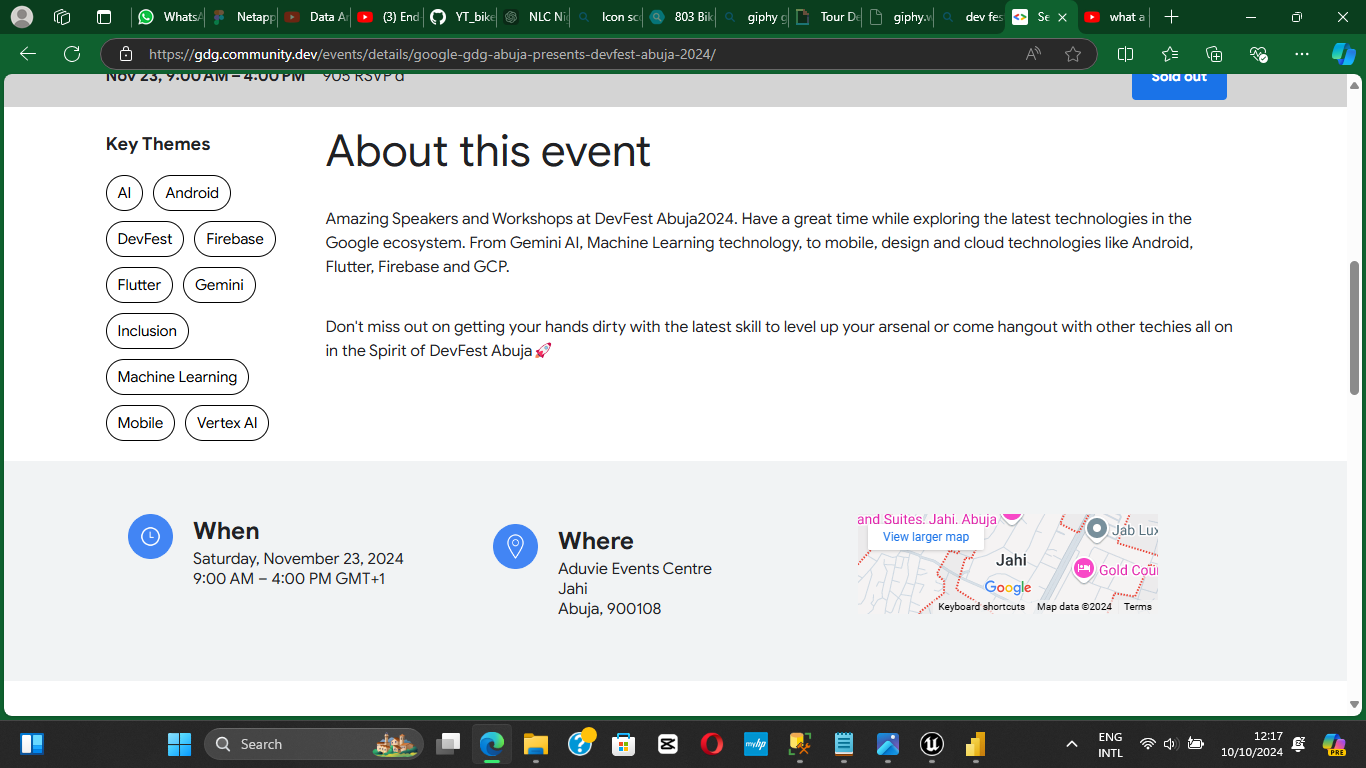 WhatsA
Netapp
Data Ar
(3) End
YT_bike
NLC Nig
Icon sco
803 Bik
giphy g
Tour De
giphy.w
dev fes
Se
what a
https://gdg.community.dev/events/details/google-gdg-abuja-presents-devfest-abuja-2024/
Nov 23, 9:00 AM – 4:00 PM 905 RSVP'd
Sold out
Key Themes
AI Android
DevFest Firebase
Flutter Gemini
Inclusion
Machine Learning
Mobile Vertex AI
About this event
Amazing Speakers and Workshops at DevFest Abuja2024. Have a great time while exploring the latest technologies in the
Google ecosystem. From Gemini AI, Machine Learning technology, to mobile, design and cloud technologies like Android,
Flutter, Firebase and GCP.
Don't miss out on getting your hands dirty with the latest skill to level up your arsenal or come hangout with other techies all on
in the Spirit of DevFest Abuja🚀
When
Saturday, November 23, 2024
9:00 AM – 4:00 PM GMT+1
Where
Aduvie Events Centre
Jahi
Abuja, 900108
and Suites. Jahi. Abuja
View larger map
Jab Lux
Jahi
Gold Cour
Google
Keyboard shortcuts Map data ©2024 Terms
Search
myhp
ENG
INTL
12:17
10/10/2024
PRE